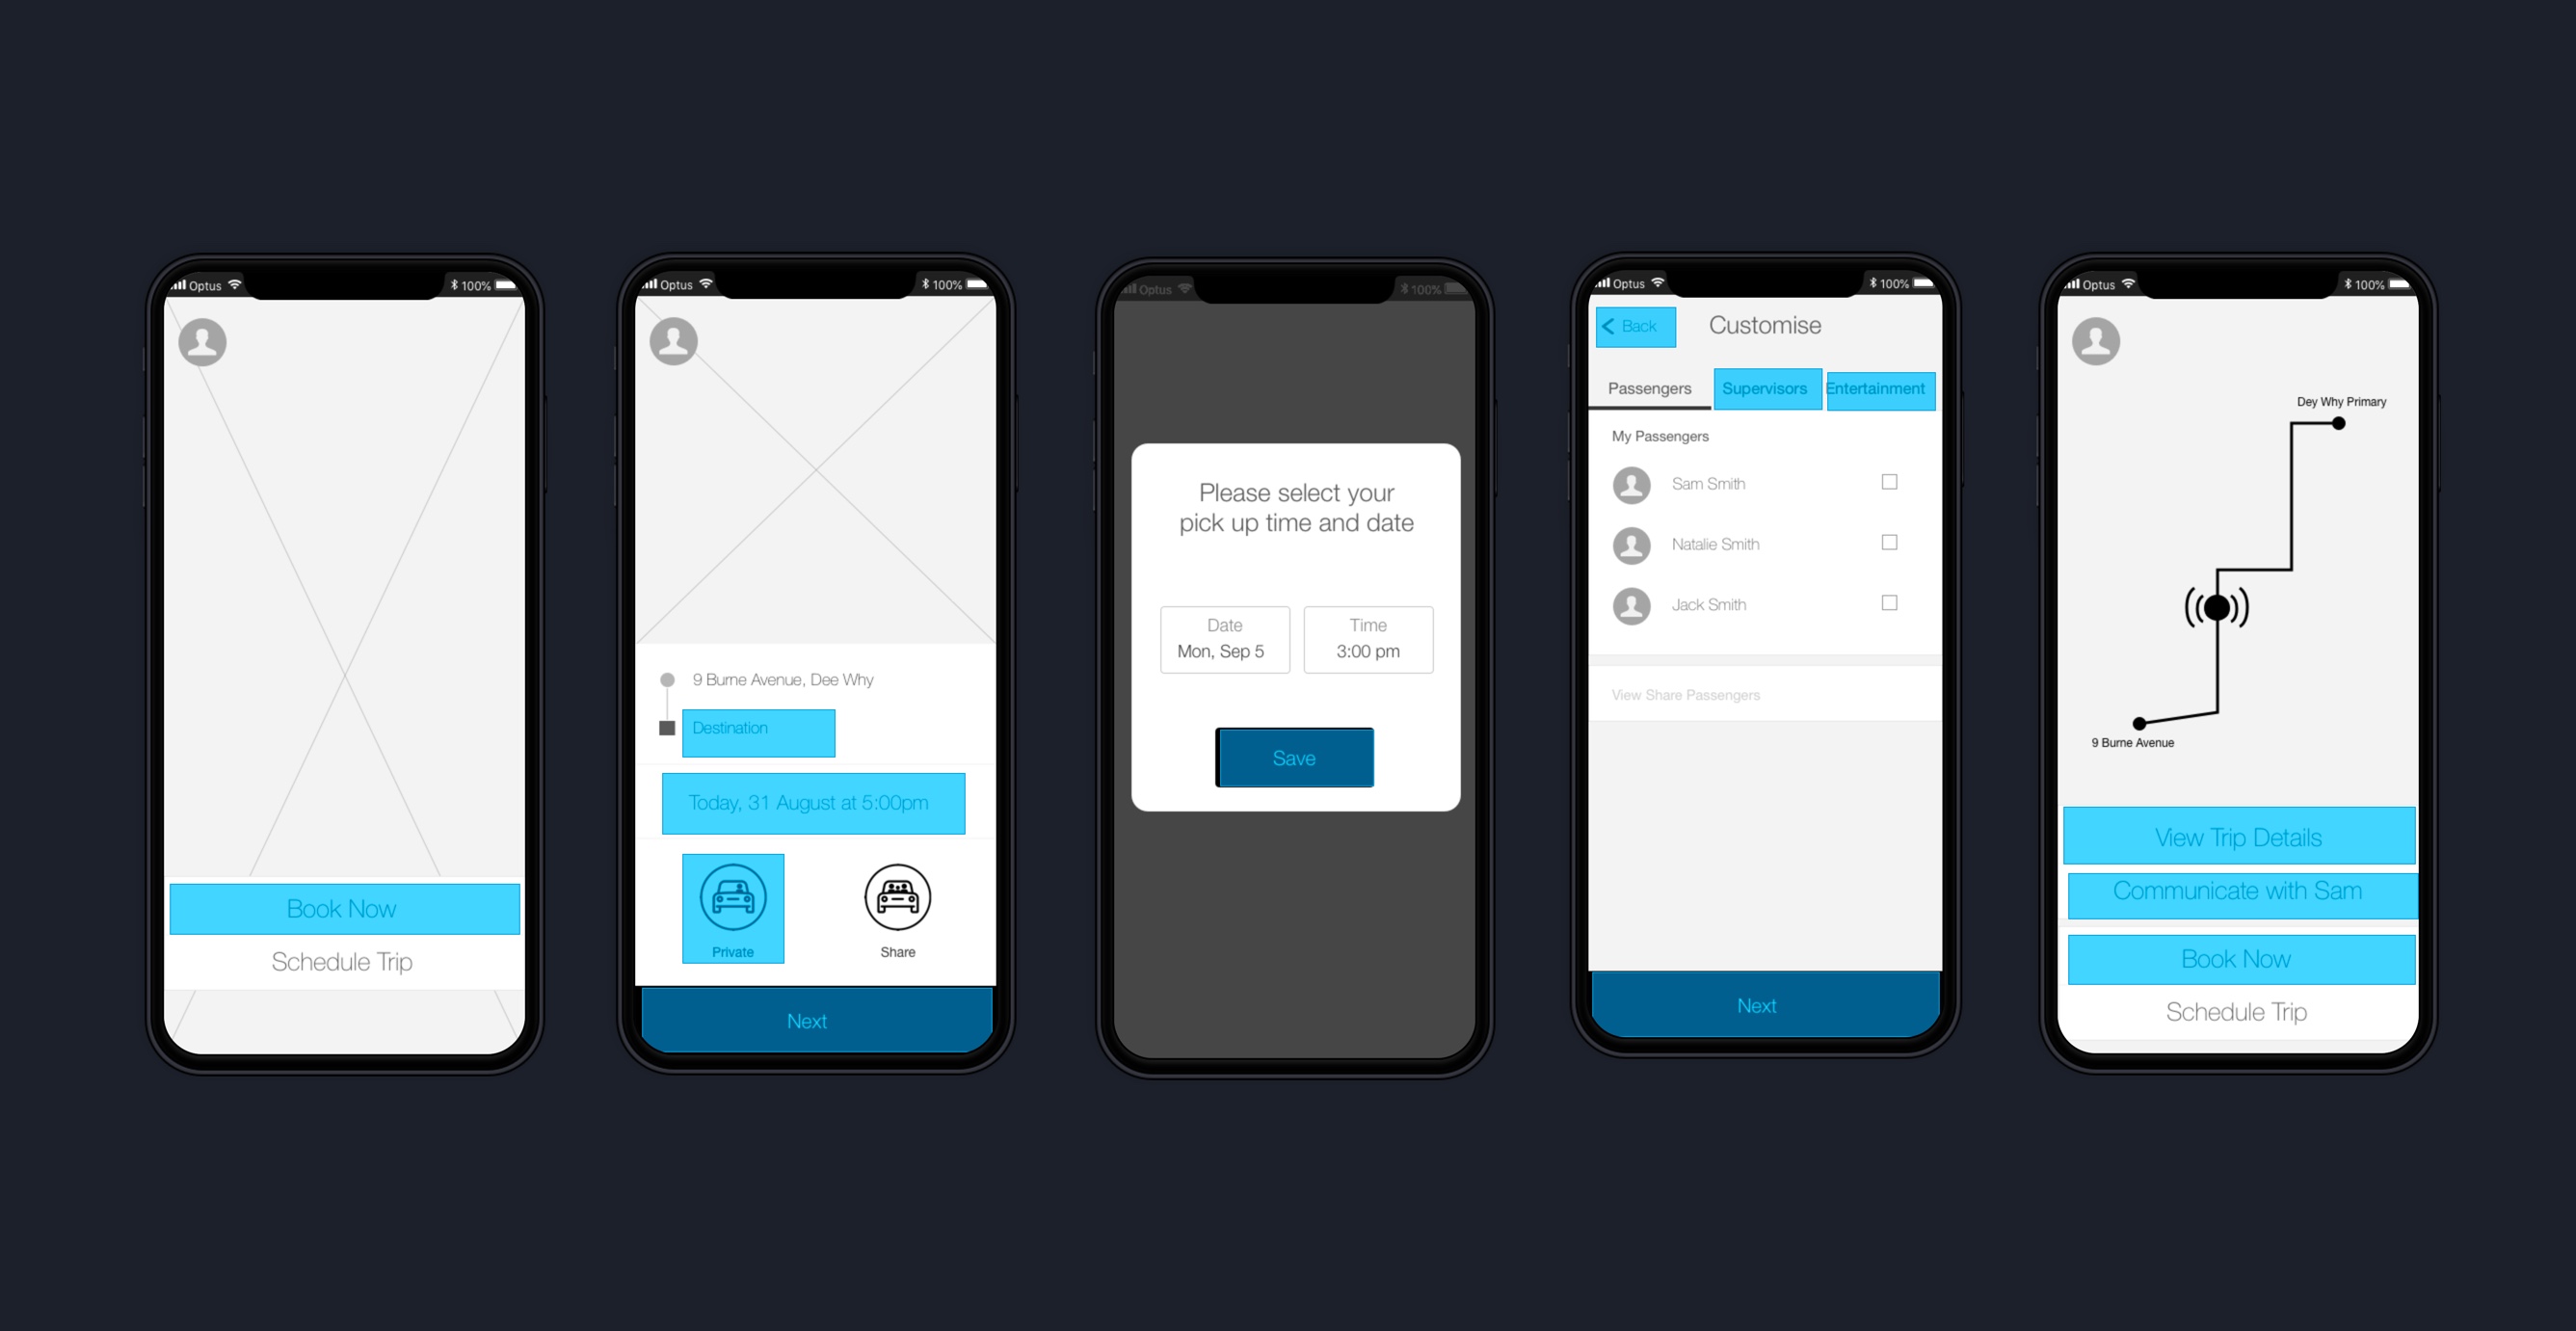 Optus 100%
Book Now
Schedule Trip
Optus 100%
9 Burne Avenue, Dee Why
Destination
Today, 31 August at 5:00pm
Private Share
Next
Optus 100%
Please select your
pick up time and date
Date Time
Mon, Sep 5 3:00 pm
Save
Optus 100%
Back Customise
Passengers Supervisors Entertainment
My Passengers
Sam Smith
Natalie Smith
Jack Smith
View Share Passengers
Next
Optus 100%
Dey Why Primary
9 Burne Avenue
View Trip Details
Communicate with Sam
Book Now
Schedule Trip